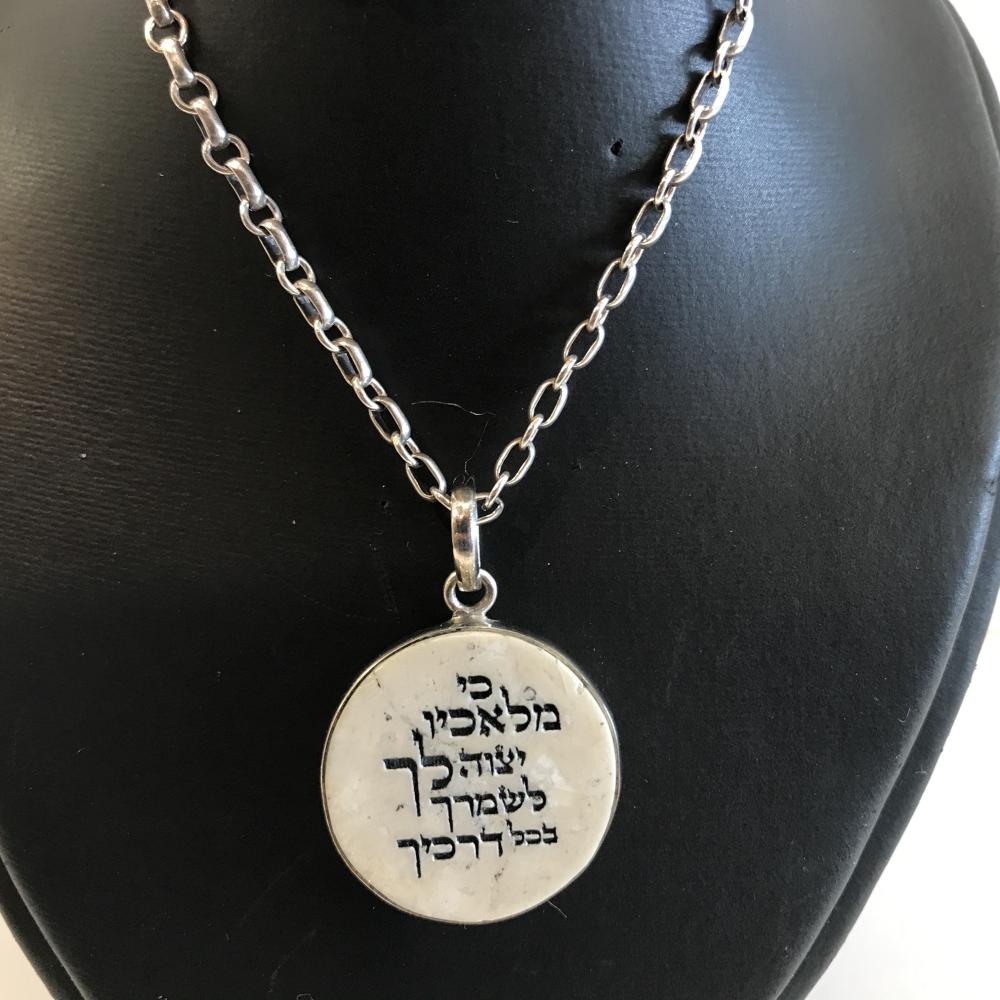 כי
מלאכיו
יצוה לך
לשמרך
בכל דרכיך